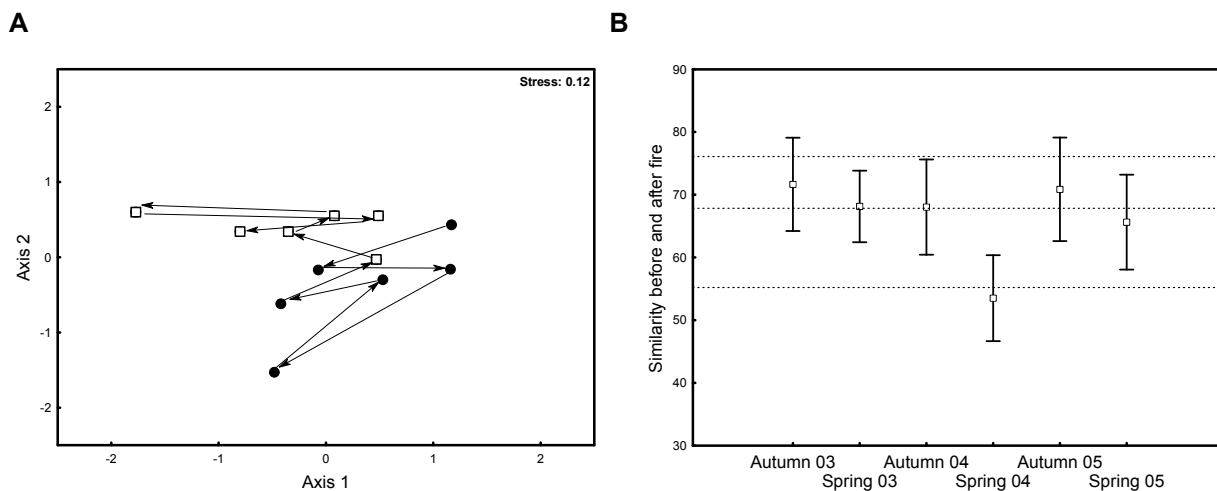 A
Stress: 0.12
2
1
0
-1
-2
Axis 2
-2
-1
0
1
2
Axis 1
B
90
80
70
60
50
40
30
Similarity before and after fire
Autumn 03
Autumn 04
Autumn 05
Spring 03
Spring 04
Spring 05